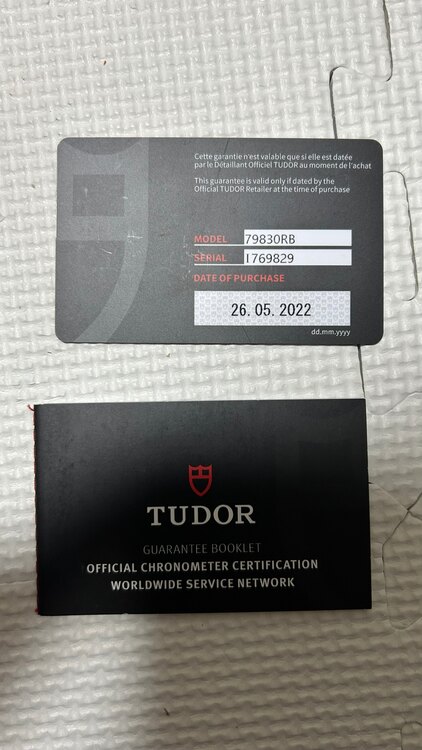 Cette garantie n'est valable que si elle est datée
par le Détaillant Officiel TUDOR au moment de l'achat
This guarantee is valid only if dated by the
Official TUDOR Retailer at the time of purchase
MODEL 79830RB
SERIAL I769829
DATE OF PURCHASE
26.05.2022
dd.mm.yyyy
TUDOR
GUARANTEE BOOKLET
OFFICIAL CHRONOMETER CERTIFICATION
WORLDWIDE SERVICE NETWORK